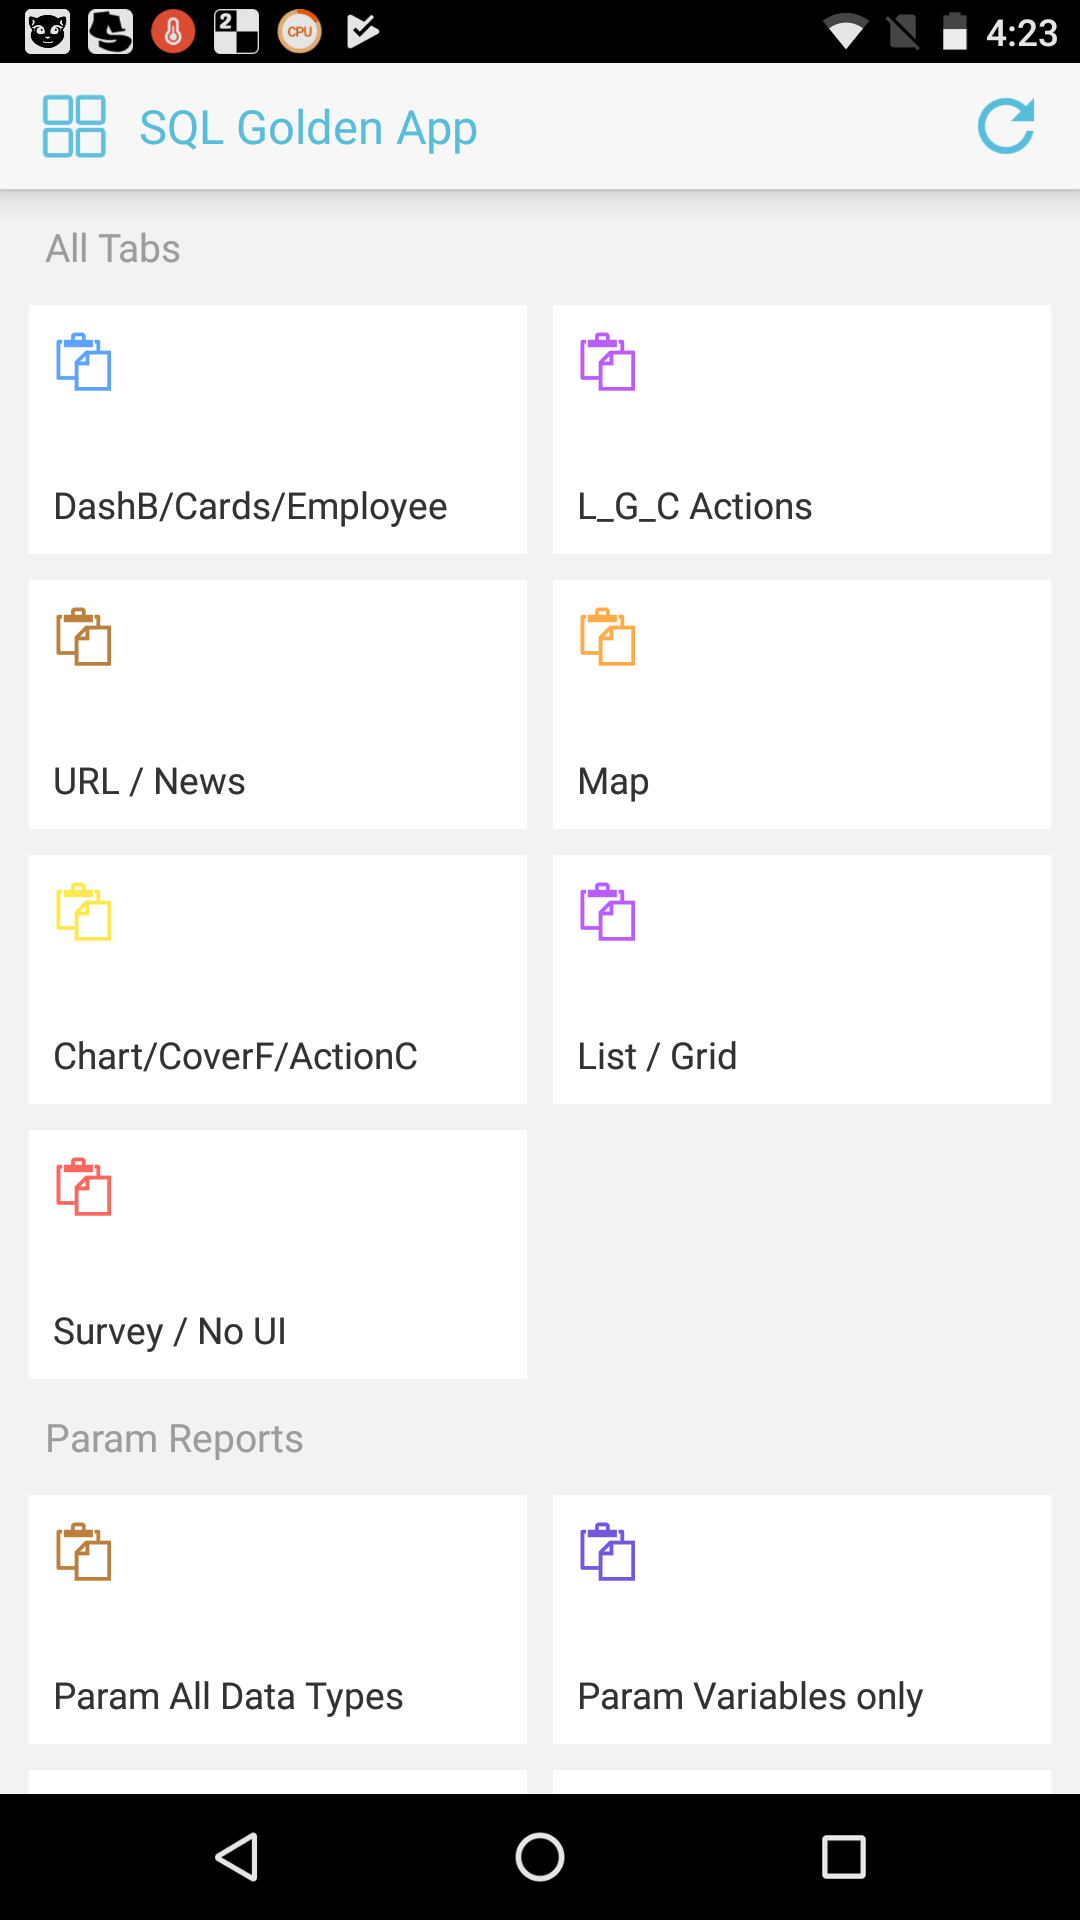 2
CPU
4:23
SQL Golden App
All Tabs
DashB/Cards/Employee
L_G_C Actions
URL / News
Map
Chart/CoverF/ActionC
List / Grid
Survey / No UI
Param Reports
Param All Data Types
Param Variables only